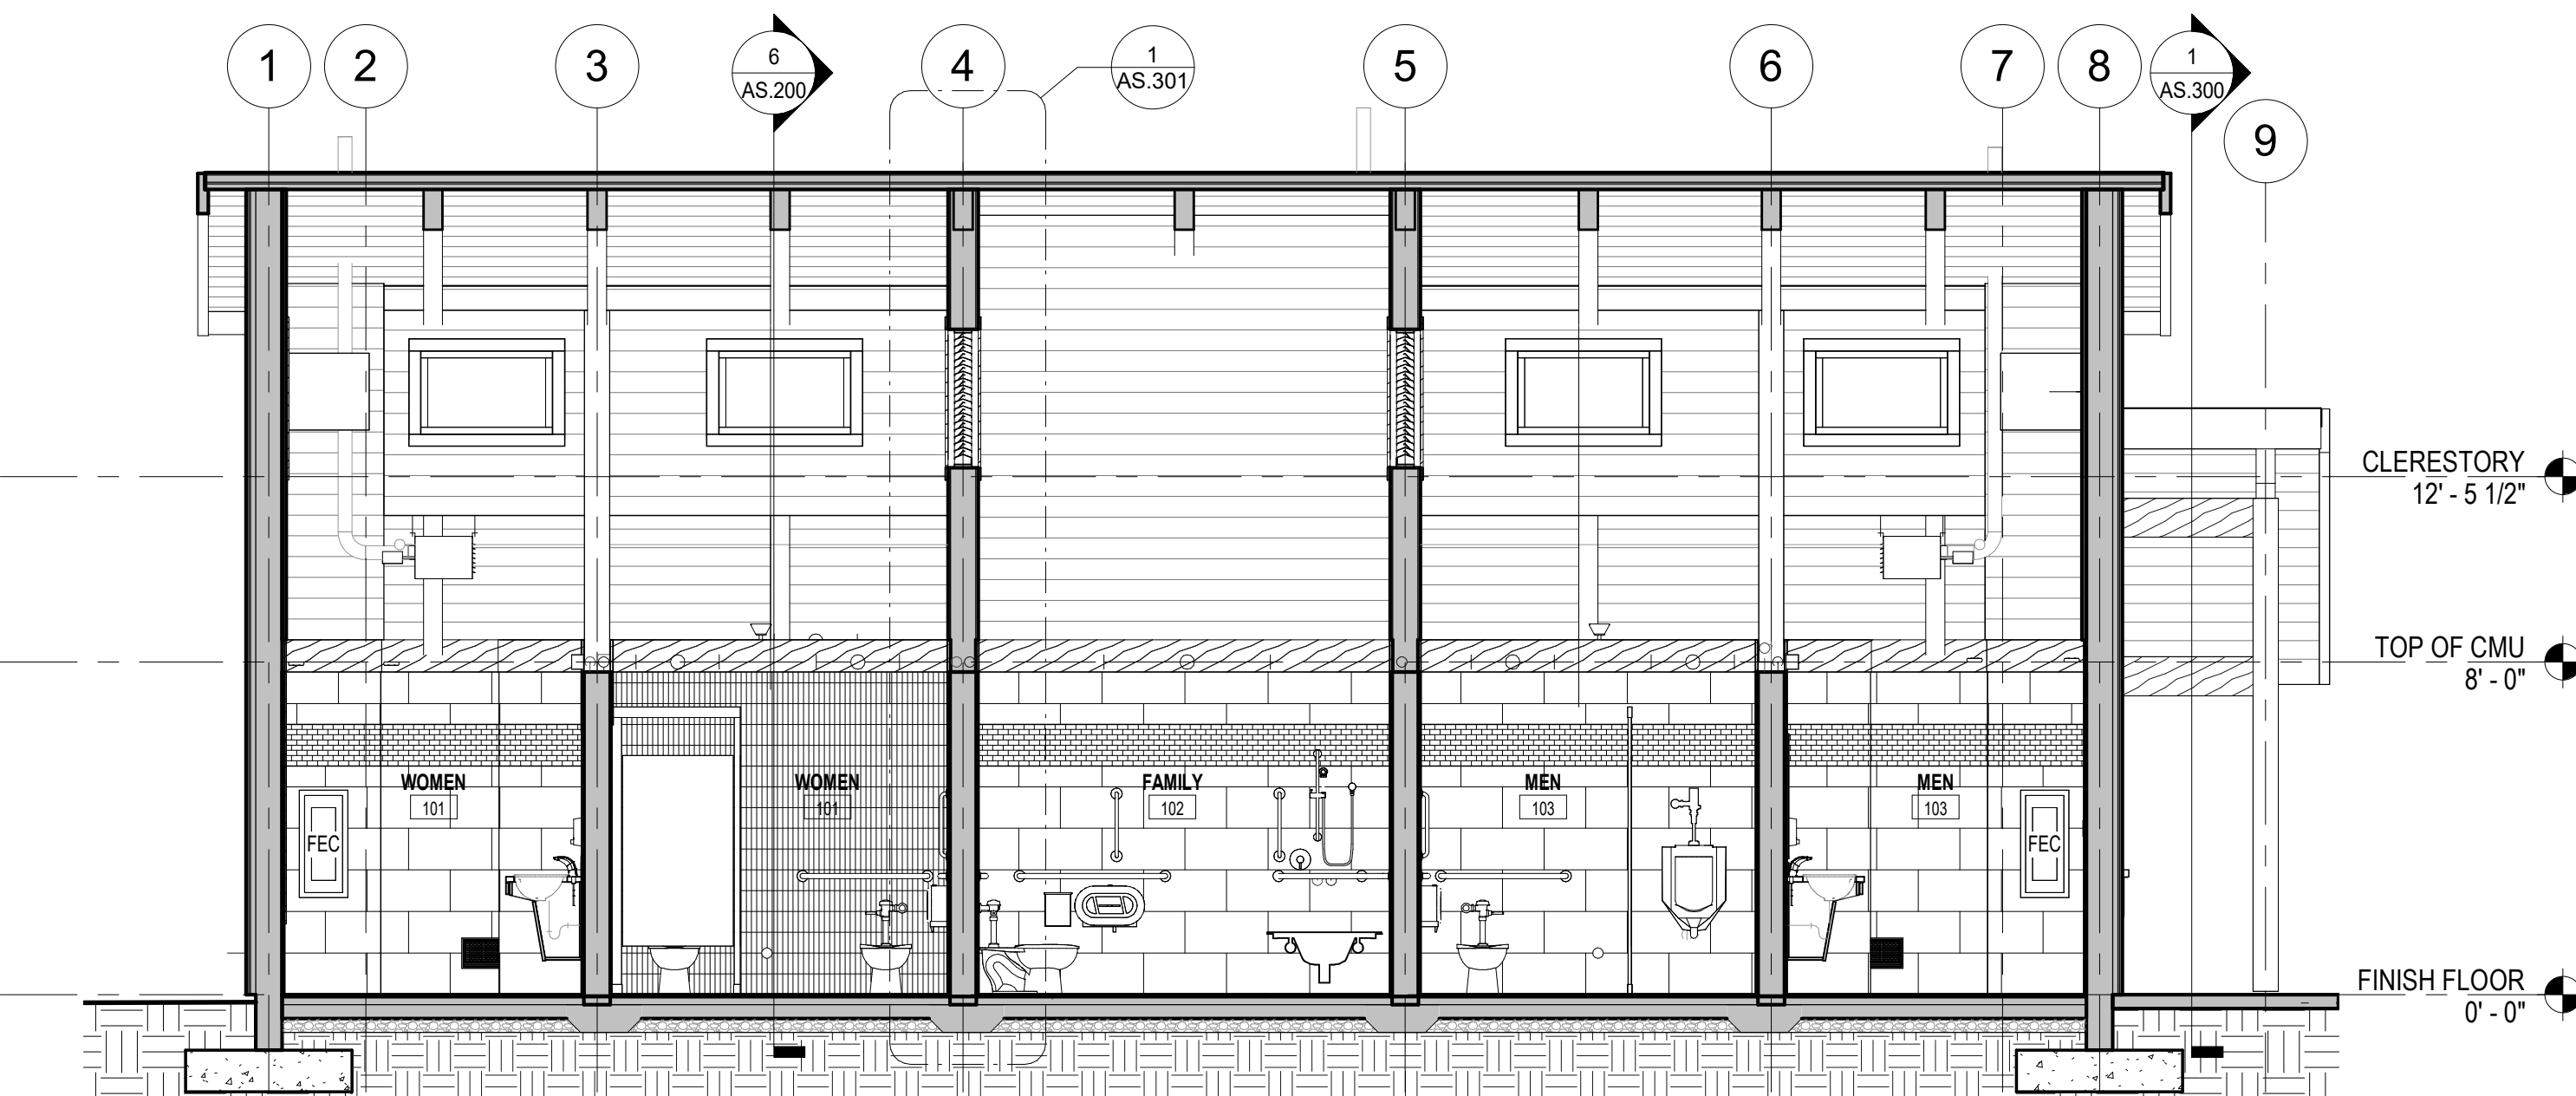 1
2
3
6
AS.200
4
1
AS.301
5
6
7
8
1
AS.300
9
CLERESTORY
12' - 5 1/2"
TOP OF CMU
8' - 0"
WOMEN
101
WOMEN
101
FAMILY
102
MEN
103
MEN
103
FEC
FEC
FINISH FLOOR
0' - 0"